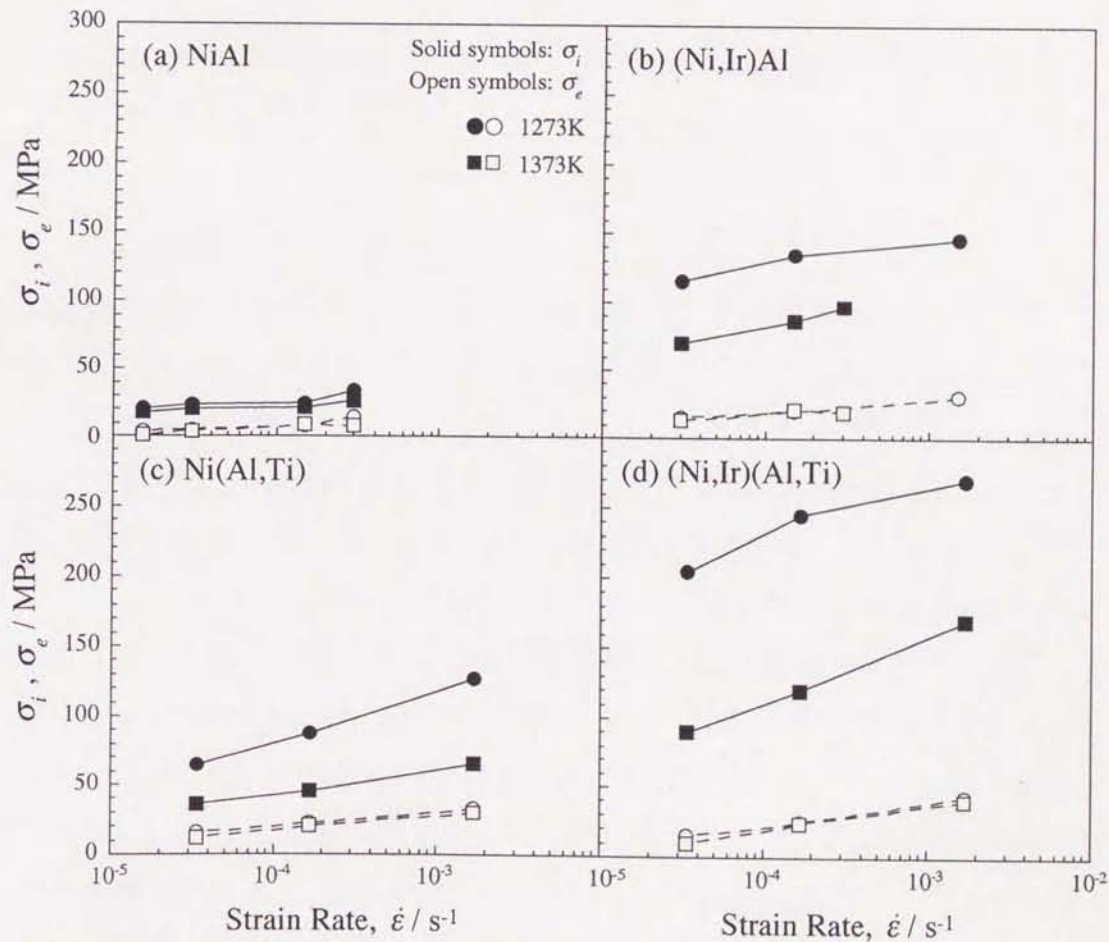 300
250
200
150
100
50
0
σi , σe / MPa
(a) NiAl
Solid symbols: σi
Open symbols: σe
1273K
1373K
(b) (Ni,Ir)Al
250
200
150
100
50
0
σi , σe / MPa
(c) Ni(Al,Ti)
(d) (Ni,Ir)(Al,Ti)
10-5 10-4 10-3 10-5 10-4 10-3 10-2
Strain Rate, ε̇ / s-1 Strain Rate, ε̇ / s-1